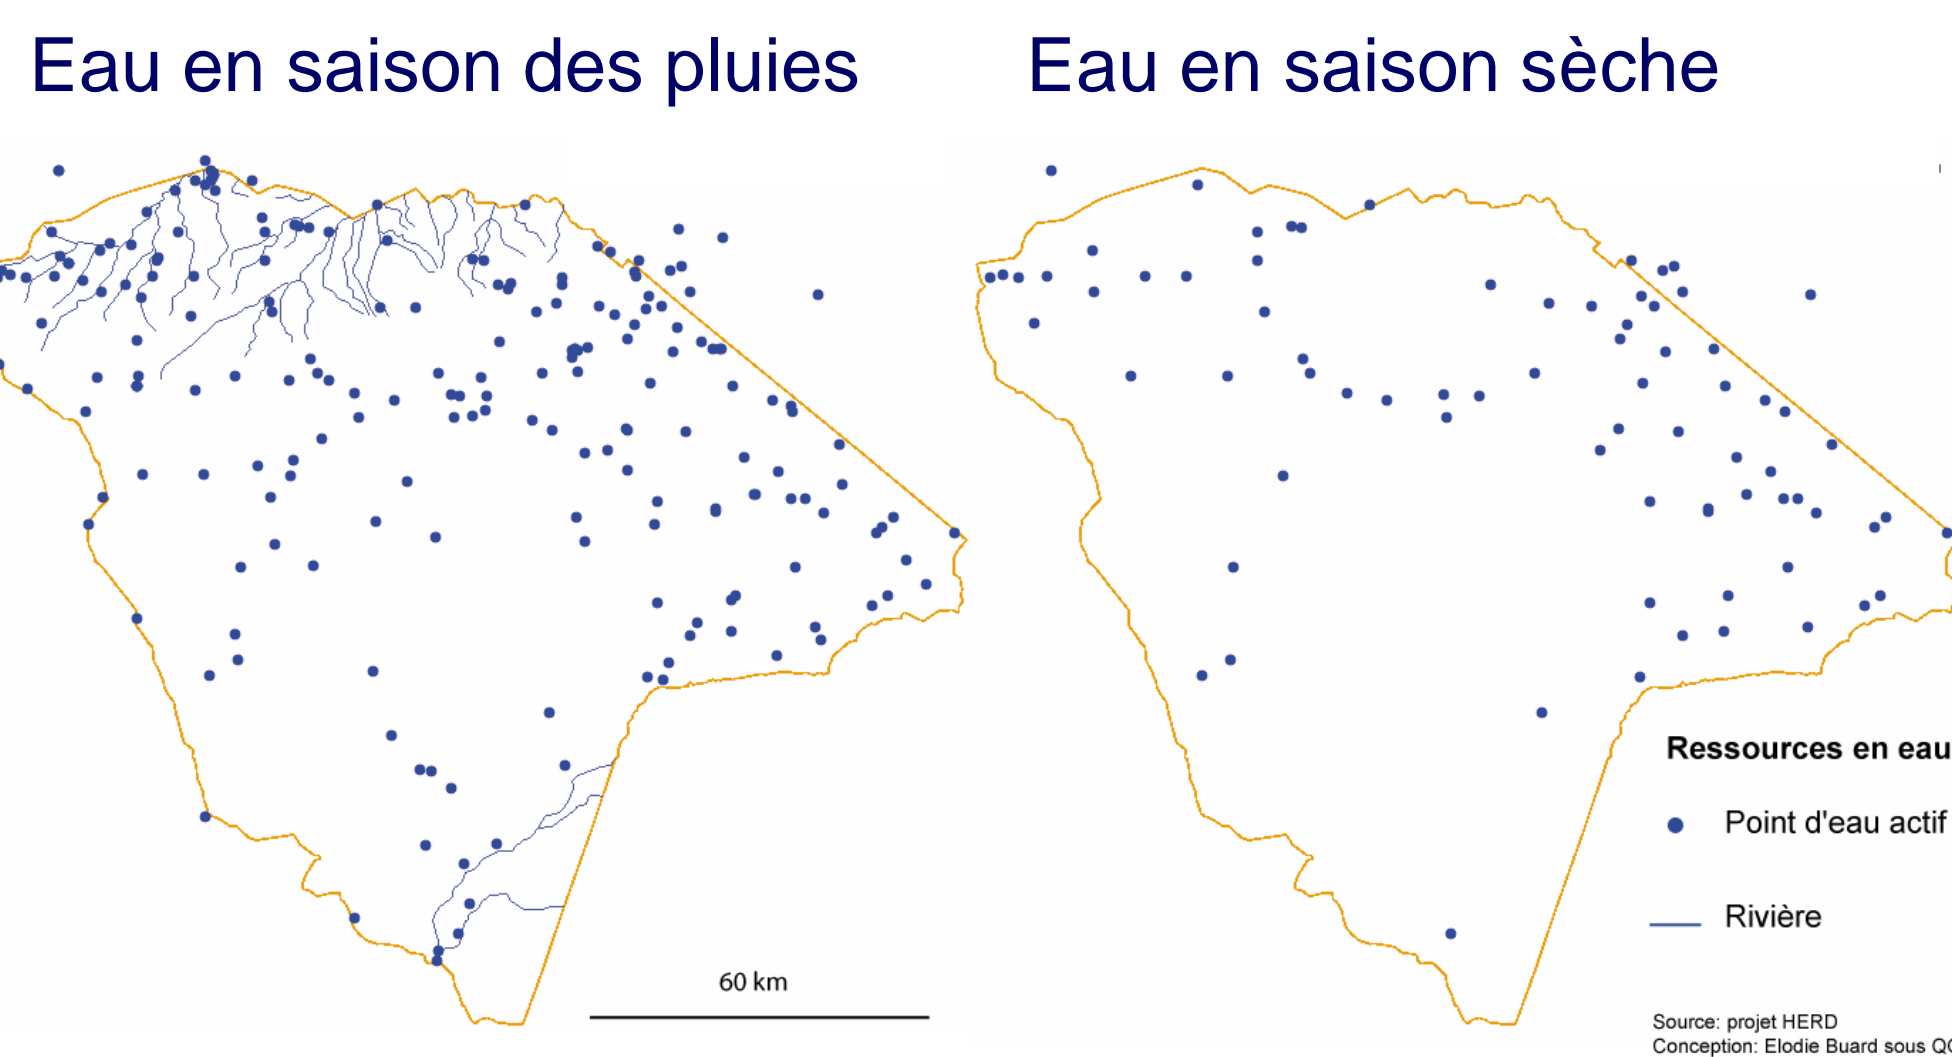 Eau en saison des pluies
Eau en saison sèche
60 km
Ressources en eau
Point d'eau actif
Rivière
Source: projet HERD
Conception: Elodie Buard sous